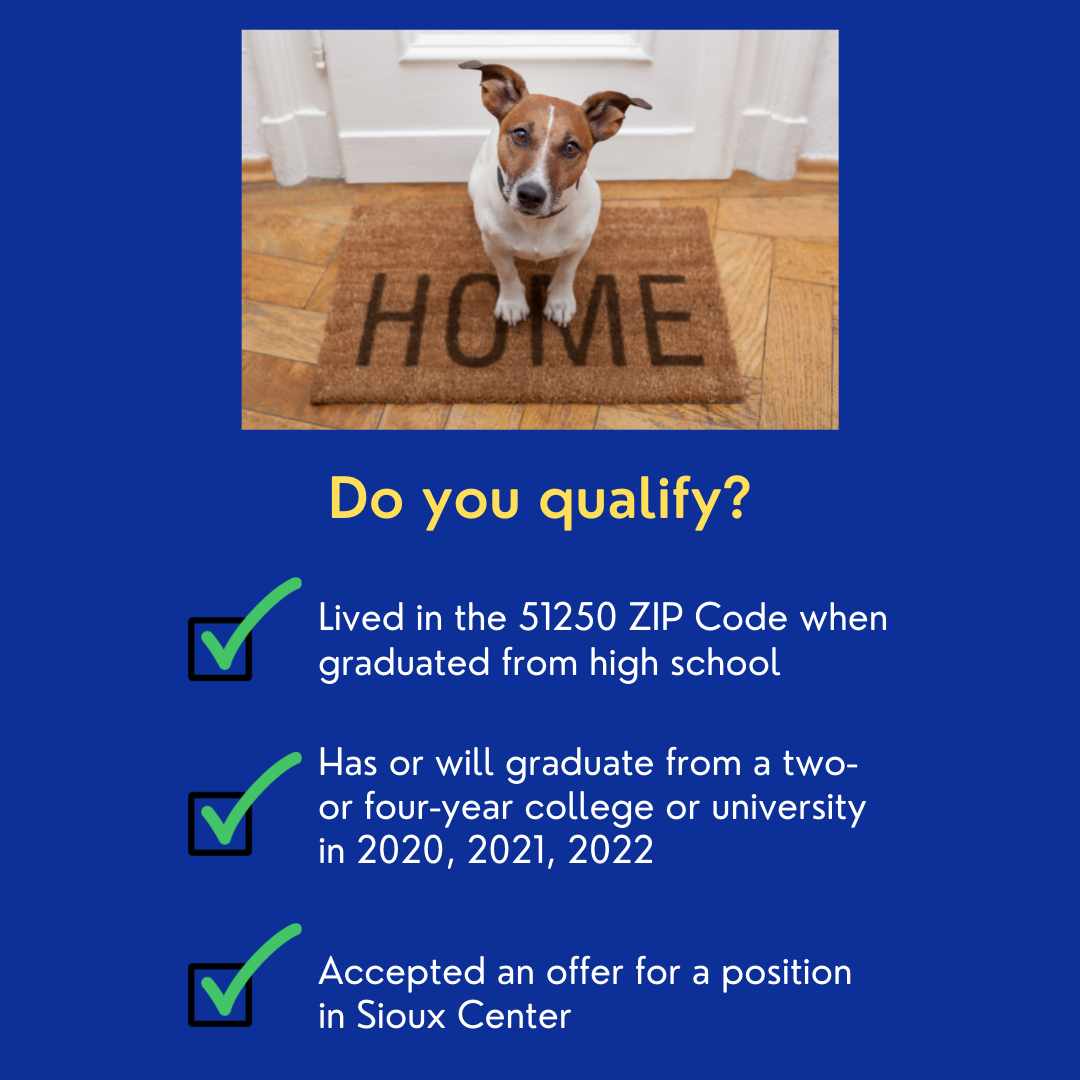 HOME
Do you qualify?
Lived in the 51250 ZIP Code when
graduated from high school
Has or will graduate from a two-
or four-year college or university
in 2020, 2021, 2022
Accepted an offer for a position
in Sioux Center